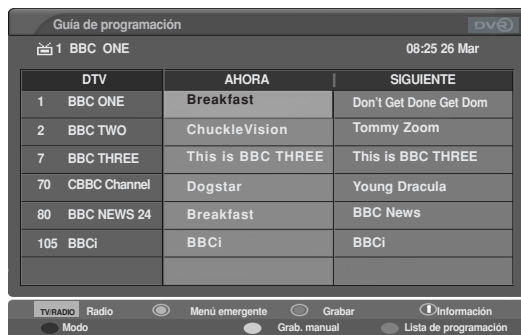 Guía de programación DVR
1 BBC ONE 08:25 26 Mar
DTV AHORA SIGUIENTE
1 BBC ONE Breakfast Don't Get Done Get Dom
2 BBC TWO ChuckleVision Tommy Zoom
7 BBC THREE This is BBC THREE This is BBC THREE
70 CBBC Channel Dogstar Young Dracula
80 BBC NEWS 24 Breakfast BBC News
105 BBCi BBCi BBCi
TV/RADIO Radio Menú emergente Grabar Información
Modo Grab. manual Lista de programación